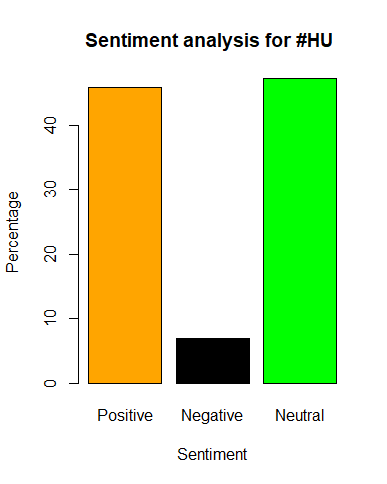 Sentiment analysis for #HU
Percentage
40
30
20
10
0
Positive Negative Neutral
Sentiment